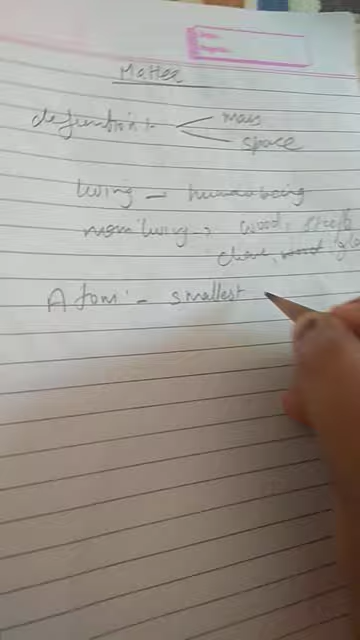 Matter
definition:- mass
space
living - human being
non living > wood,
chair,
Atom - smallest